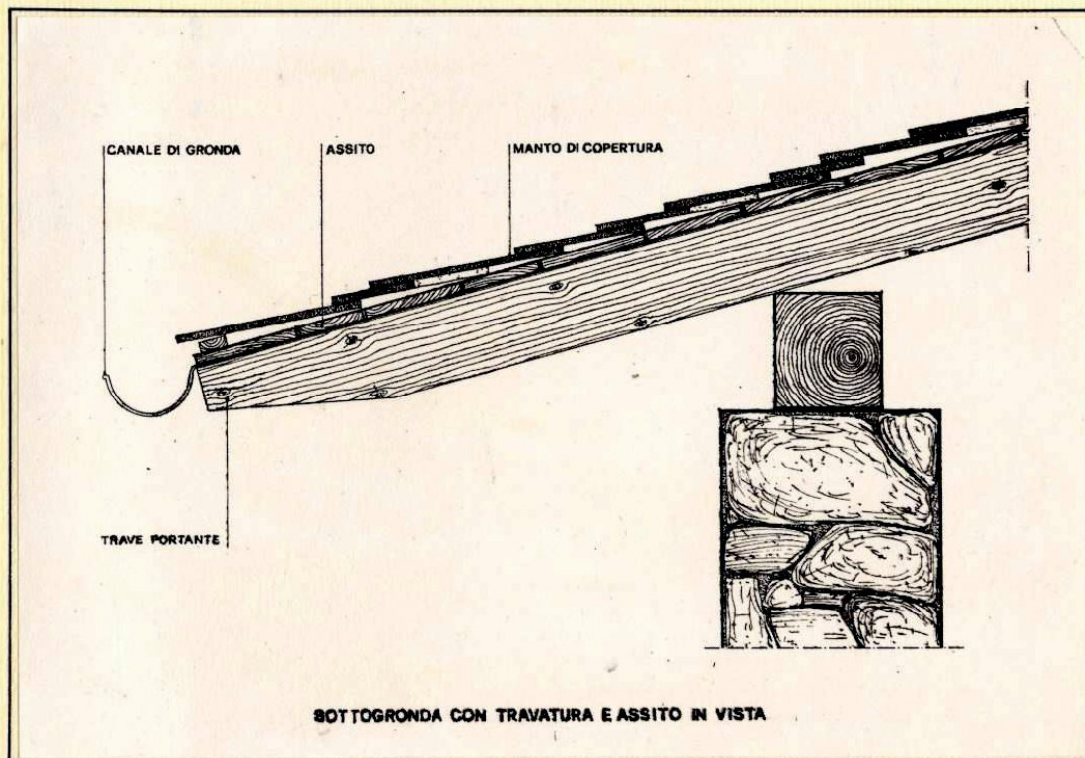 CANALE DI GRONDA
ASSITO
MANTO DI COPERTURA
TRAVE PORTANTE
SOTTOGRONDA CON TRAVATURA E ASSITO IN VISTA